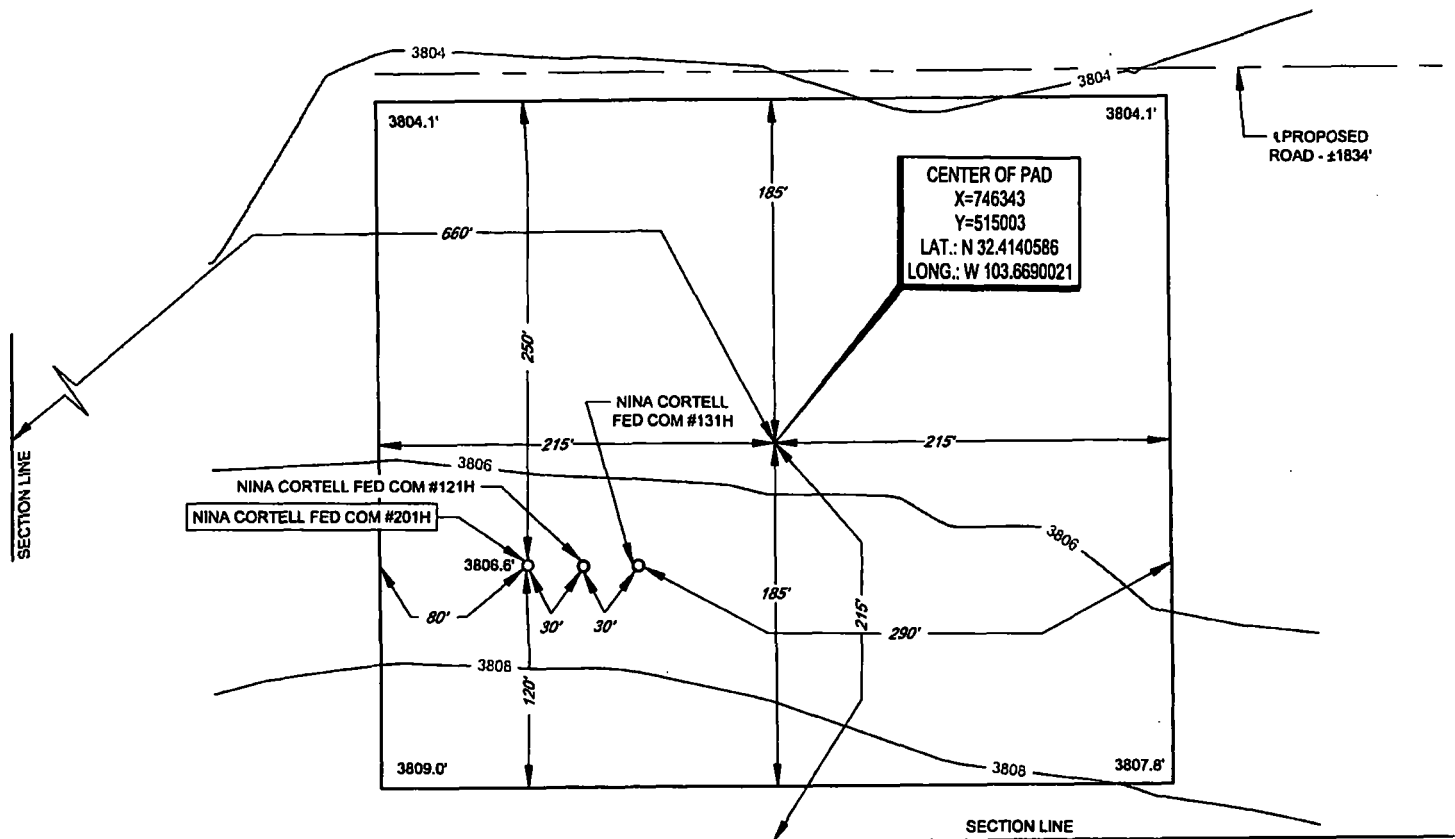 3804
3804
3804.1'
3804.1'
℄PROPOSED
ROAD - ±1834'
CENTER OF PAD
X=746343
Y=515003
LAT.: N 32.4140586
LONG.: W 103.6690021
185'
660'
250'
NINA CORTELL
FED COM #131H
215'
215'
SECTION LINE
3806
NINA CORTELL FED COM #121H
NINA CORTELL FED COM #201H
3806
3806.6'
80'
30'
30'
185'
215'
290'
3808
120'
3809.0'
3808
3807.8'
SECTION LINE